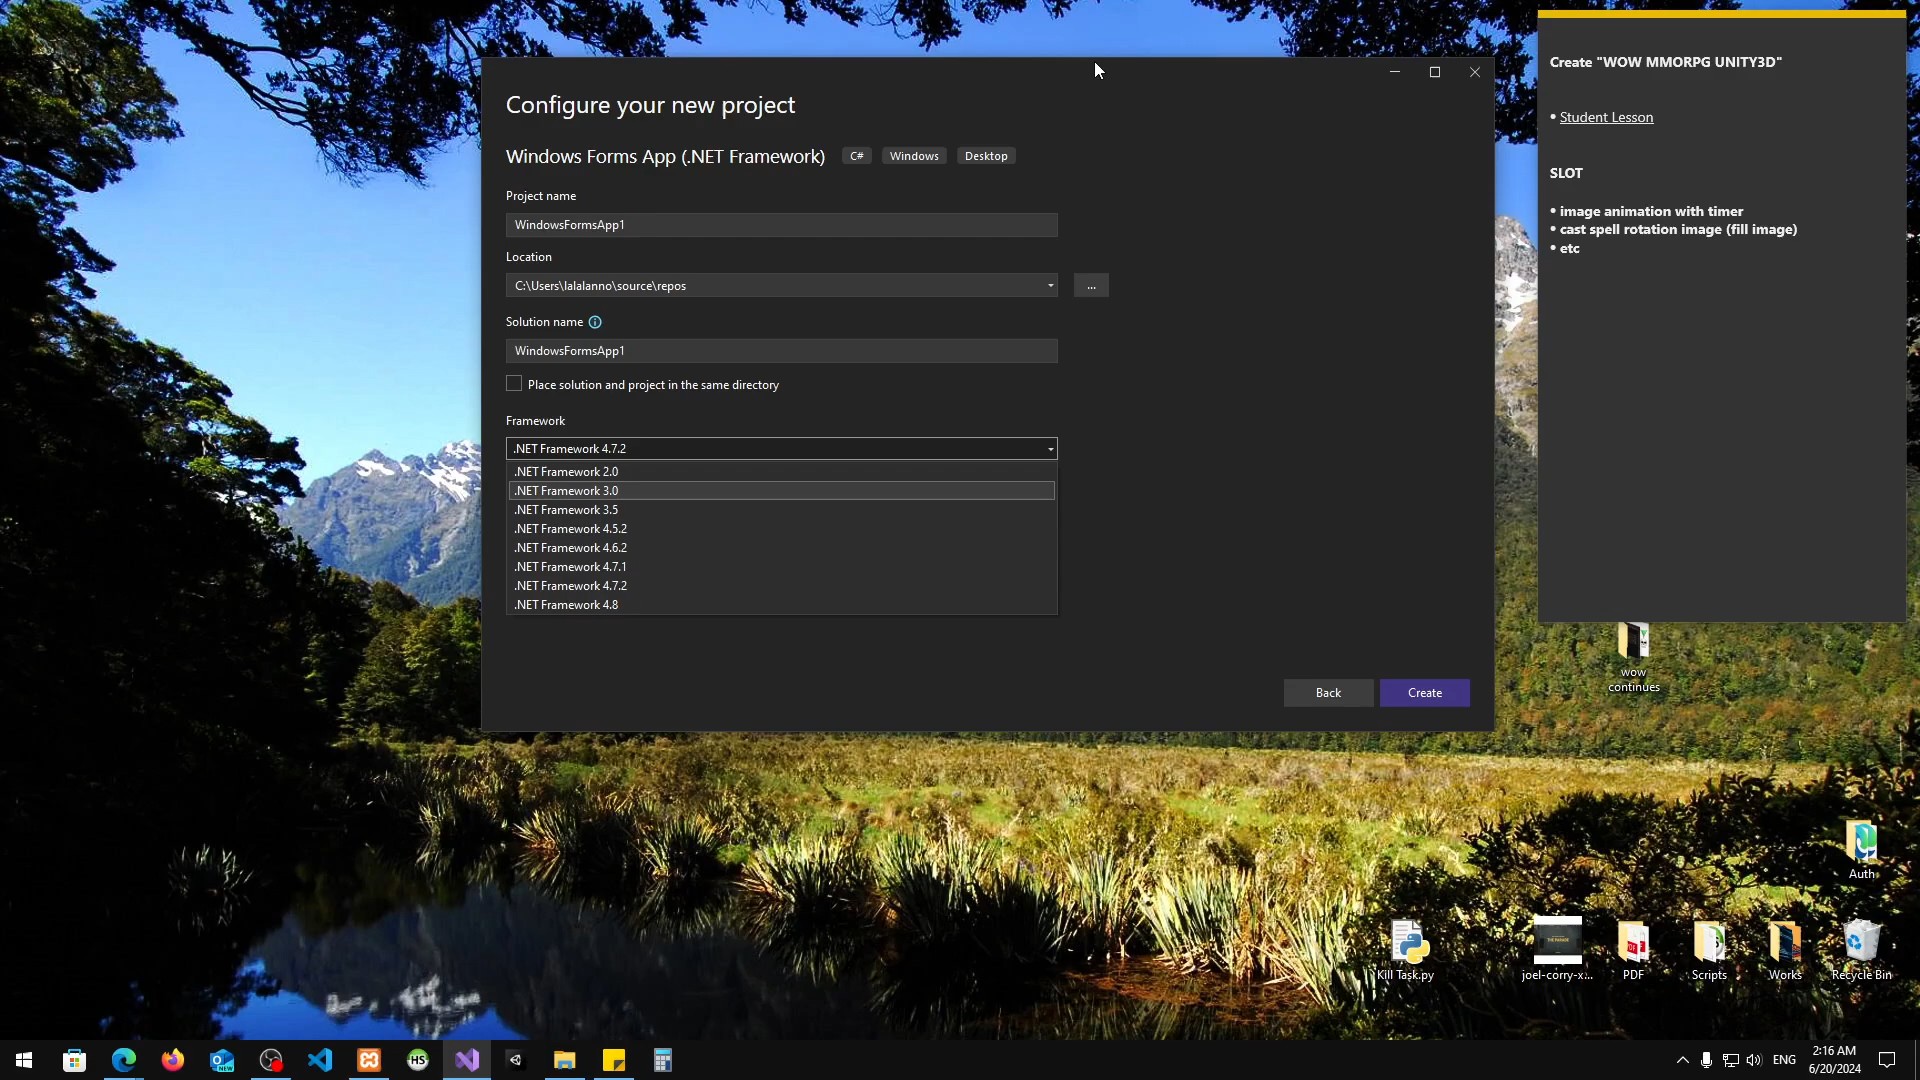 Configure your new project
Windows Forms App (.NET Framework) C# Windows Desktop
Project name
WindowsFormsApp1
Location
C:\Users\lalalanno\source\repos
...
Solution name
WindowsFormsApp1
Place solution and project in the same directory
Framework
.NET Framework 4.7.2
.NET Framework 2.0
.NET Framework 3.0
.NET Framework 3.5
.NET Framework 4.5.2
.NET Framework 4.6.2
.NET Framework 4.7.1
.NET Framework 4.7.2
.NET Framework 4.8
Back
Create
Create "WOW MMORPG UNITY3D"
• Student Lesson
SLOT
• image animation with timer
• cast spell rotation image (fill image)
• etc
wow
continues
Auth
Kill Task.py
joel-corry-x...
PDF
Scripts
Works
Recycle Bin
NEW
HS
ENG
2:16 AM
6/20/2024